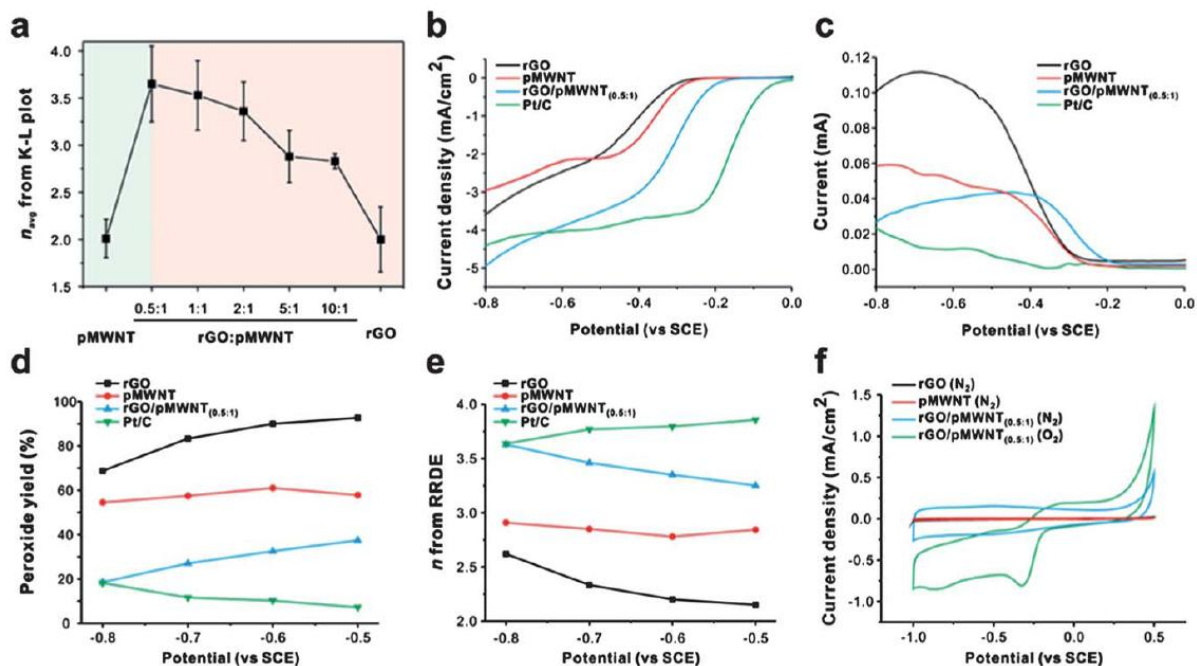 a
n_avg from K-L plot
4.0
3.5
3.0
2.5
2.0
1.5
0.5:1 1:1 2:1 5:1 10:1
pMWNT rGO:pMWNT rGO
b
Current density (mA/cm²)
rGO
pMWNT
rGO/pMWNT(0.5:1)
Pt/C
0
-1
-2
-3
-4
-5
-0.8 -0.6 -0.4 -0.2 0.0
Potential (vs SCE)
c
Current (mA)
rGO
pMWNT
rGO/pMWNT(0.5:1)
Pt/C
0.12
0.08
0.04
0.00
-0.8 -0.6 -0.4 -0.2 0.0
Potential (vs SCE)
d
Peroxide yield (%)
rGO
pMWNT
rGO/pMWNT(0.5:1)
Pt/C
100
80
60
40
20
0
-0.8 -0.7 -0.6 -0.5
Potential (vs SCE)
e
n from RRDE
rGO
pMWNT
rGO/pMWNT(0.5:1)
Pt/C
4.0
3.5
3.0
2.5
2.0
-0.8 -0.7 -0.6 -0.5
Potential (vs SCE)
f
Current density (mA/cm²)
rGO (N₂)
pMWNT (N₂)
rGO/pMWNT(0.5:1) (N₂)
rGO/pMWNT(0.5:1) (O₂)
1.5
1.0
0.5
0.0
-0.5
-1.0
-1.0 -0.5 0.0 0.5
Potential (vs SCE)